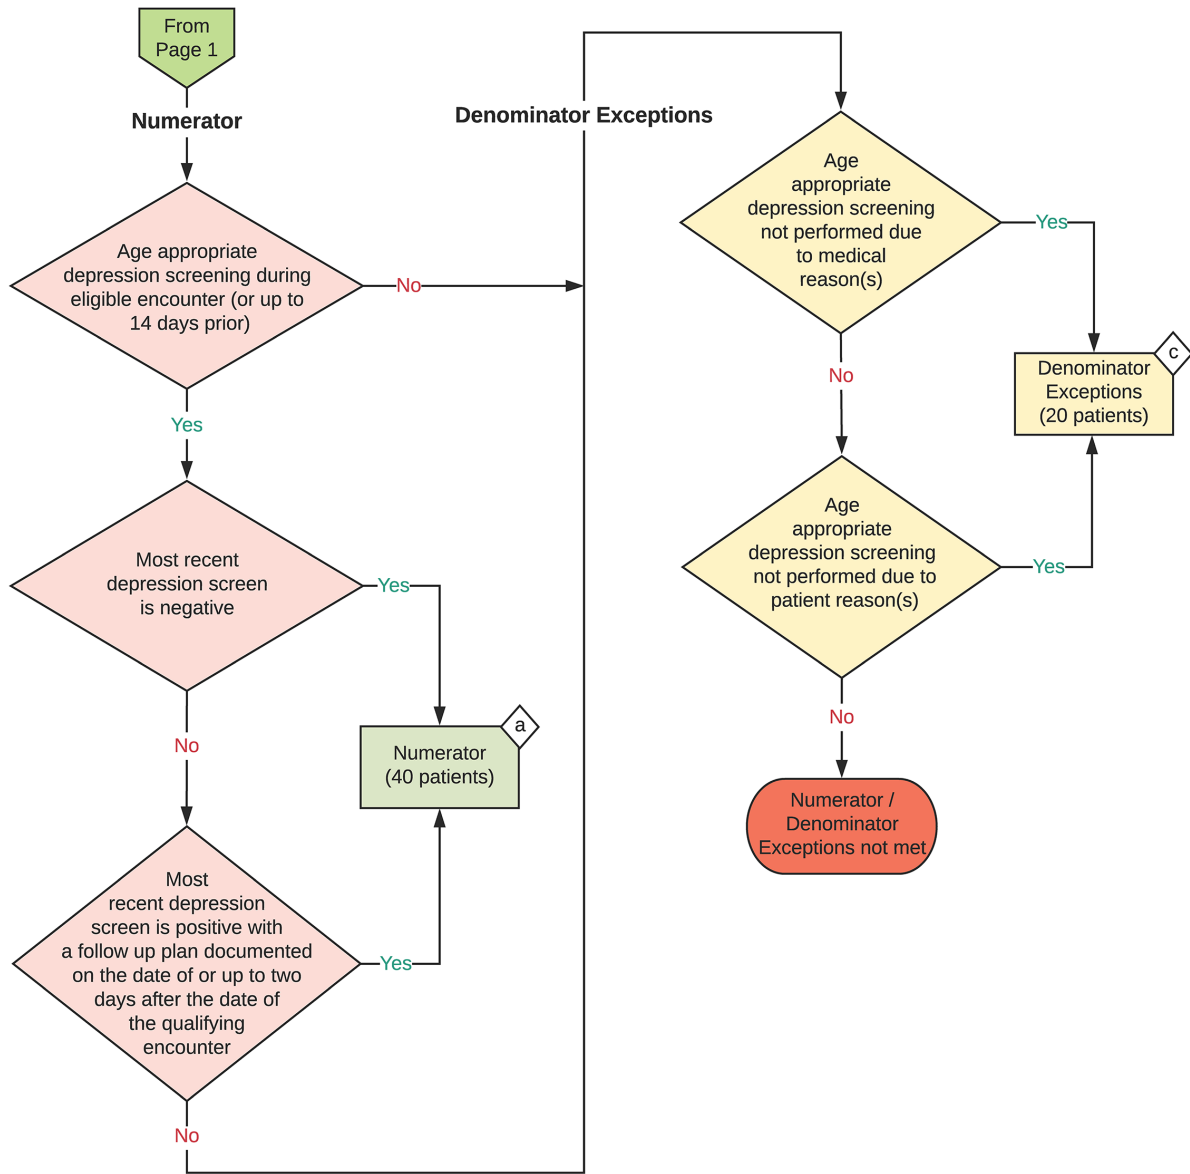 From
Page 1
Numerator
Age appropriate
depression screening during
eligible encounter (or up to
14 days prior)
No
Yes
Most recent
depression screen
is negative
Yes
No
Numerator
(40 patients)
a
Most
recent depression
screen is positive with
a follow up plan documented
on the date of or up to two
days after the date of
the qualifying
encounter
Yes
No
Denominator Exceptions
Age
appropriate
depression screening
not performed due
to medical
reason(s)
Yes
No
Denominator
Exceptions
(20 patients)
c
Age
appropriate
depression screening
not performed due to
patient reason(s)
Yes
No
Numerator /
Denominator
Exceptions not met